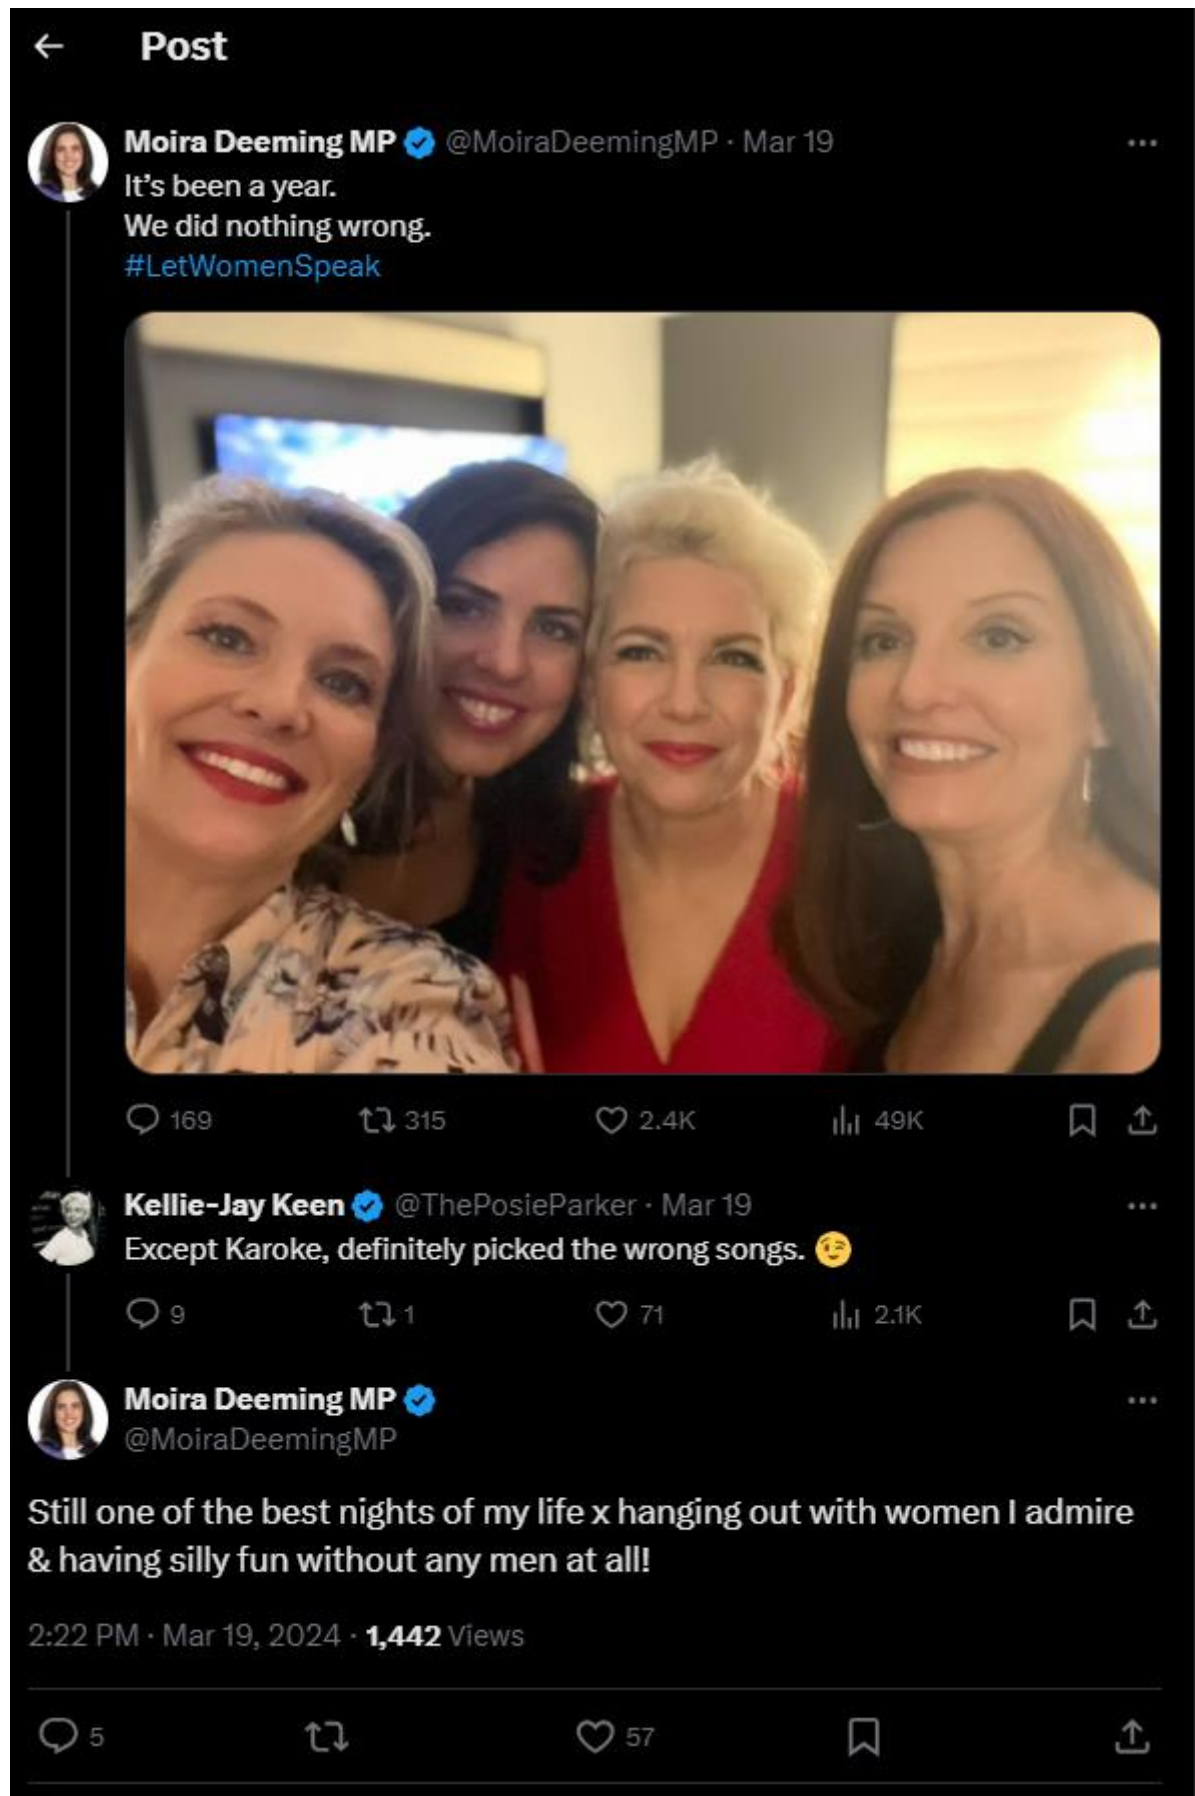 Post
Moira Deeming MP @MoiraDeemingMP · Mar 19
It's been a year.
We did nothing wrong.
#LetWomenSpeak
169 315 2.4K 49K
Kellie-Jay Keen @ThePosieParker · Mar 19
Except Karoke, definitely picked the wrong songs. 😉
9 1 71 2.1K
Moira Deeming MP
@MoiraDeemingMP
Still one of the best nights of my life x hanging out with women I admire
& having silly fun without any men at all!
2:22 PM · Mar 19, 2024 · 1,442 Views
5 57